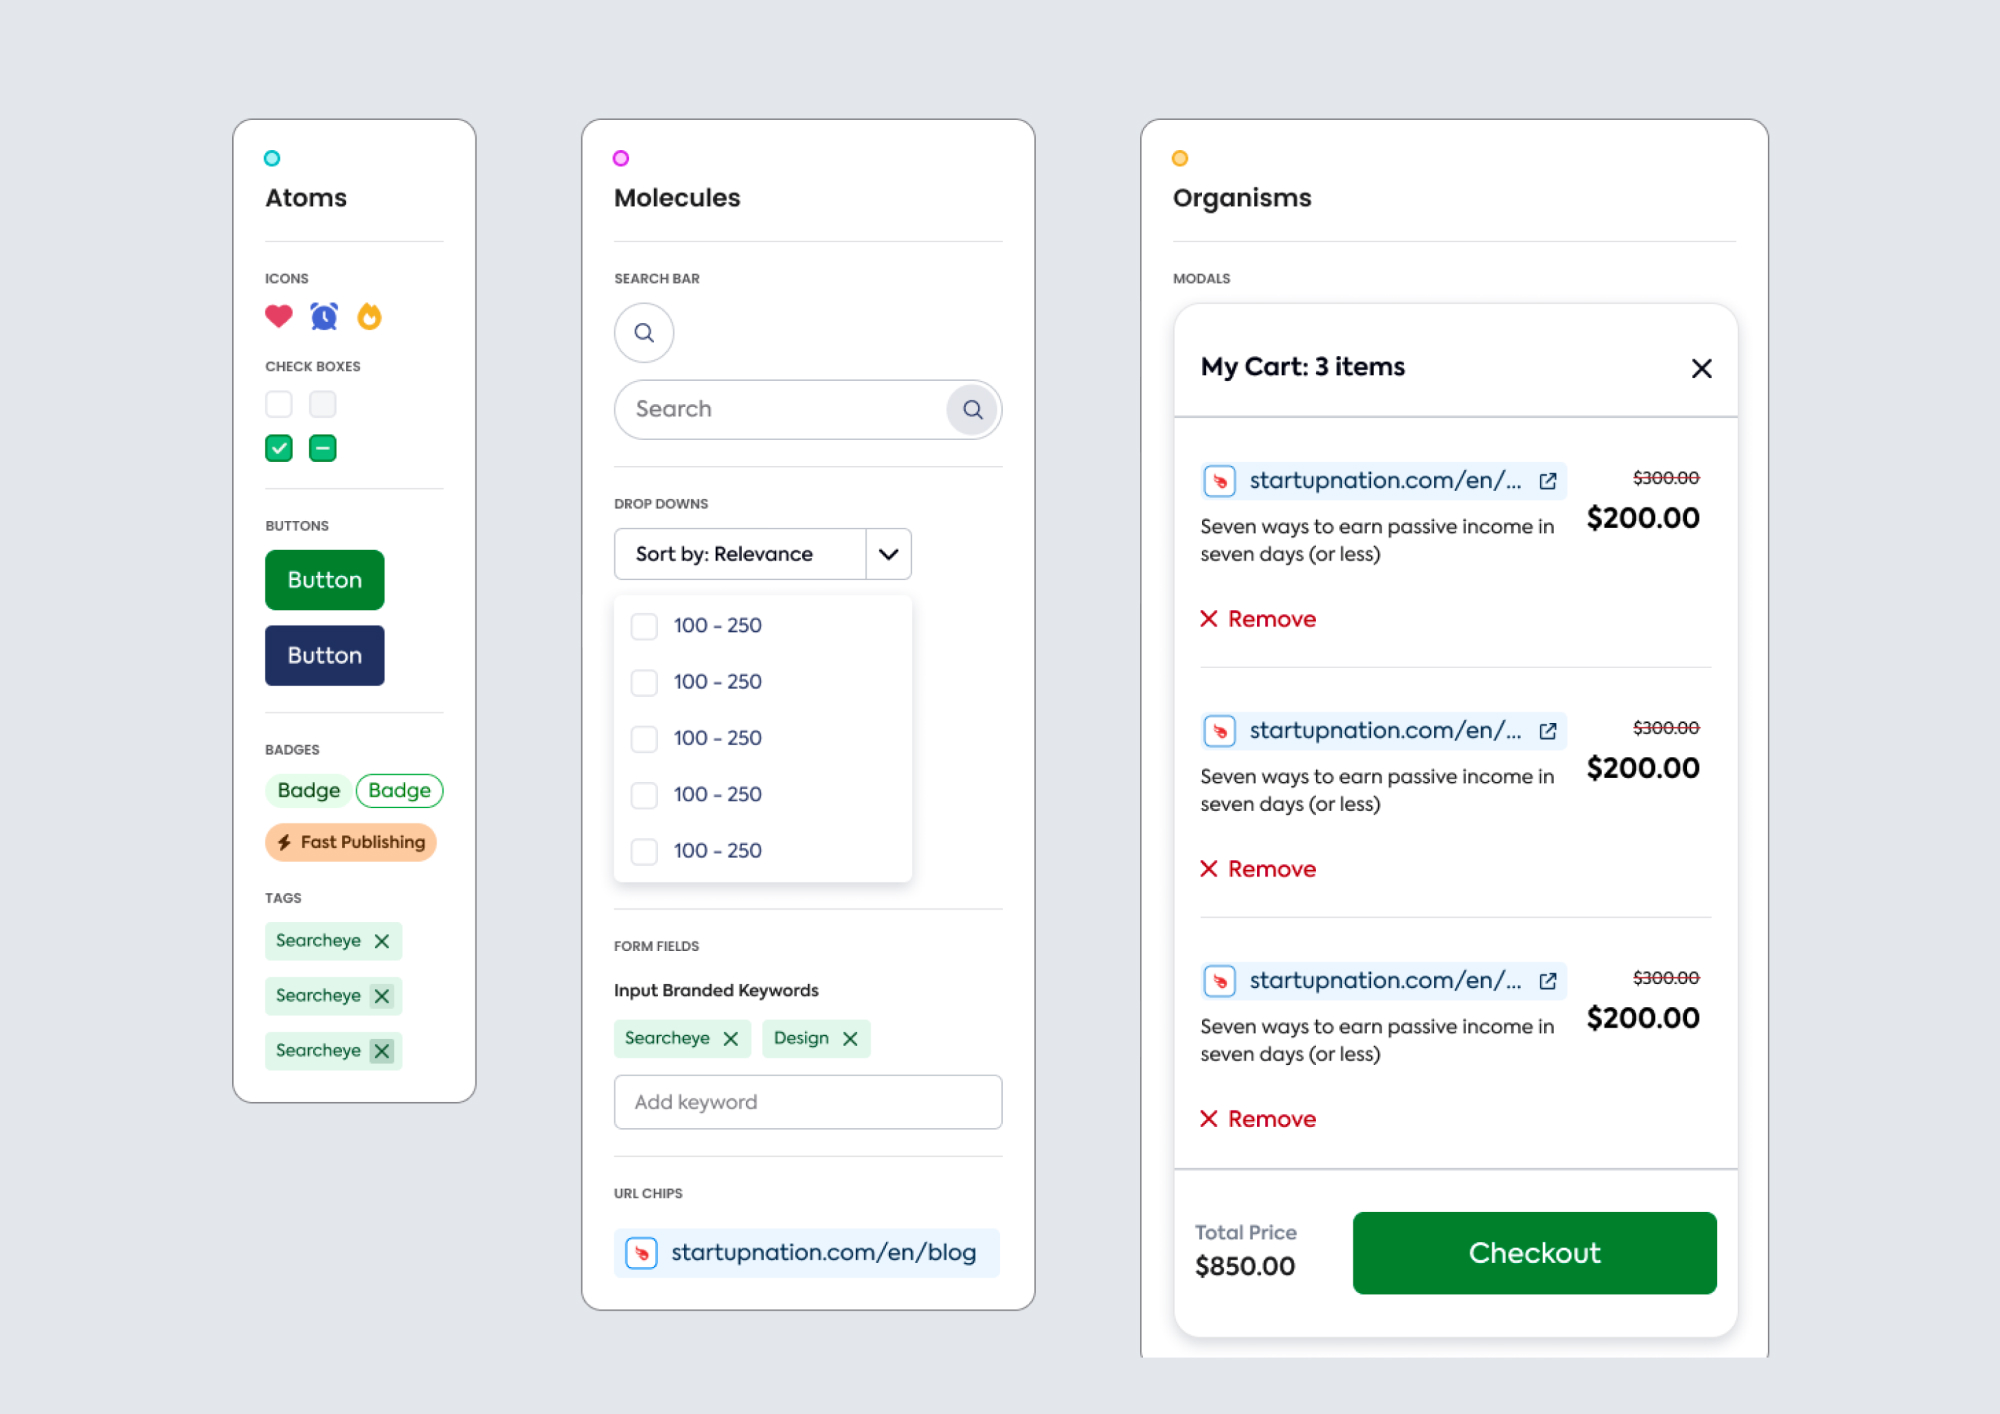 Atoms
ICONS
CHECK BOXES
BUTTONS
Button
Button
BADGES
Badge Badge
Fast Publishing
TAGS
Searcheye
Searcheye
Searcheye
Molecules
SEARCH BAR
Search
DROP DOWNS
Sort by: Relevance
100 - 250
100 - 250
100 - 250
100 - 250
100 - 250
FORM FIELDS
Input Branded Keywords
Searcheye Design
Add keyword
URL CHIPS
startupnation.com/en/blog
Organisms
MODALS
My Cart: 3 items
startupnation.com/en/... $300.00
$200.00
Seven ways to earn passive income in
seven days (or less)
Remove
startupnation.com/en/... $300.00
$200.00
Seven ways to earn passive income in
seven days (or less)
Remove
startupnation.com/en/... $300.00
$200.00
Seven ways to earn passive income in
seven days (or less)
Remove
Total Price
$850.00
Checkout